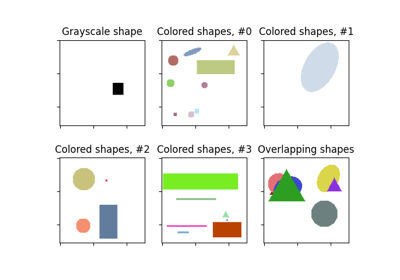 Grayscale shape
Colored shapes, #0
Colored shapes, #1
Colored shapes, #2
Colored shapes, #3
Overlapping shapes